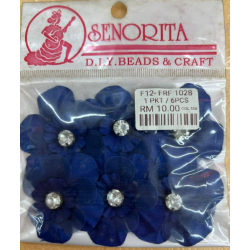 SENORITA
D.I.Y. BEADS & CRAFT
F12-FRF 1028
1 PKT / 6PCS
RM 10.00